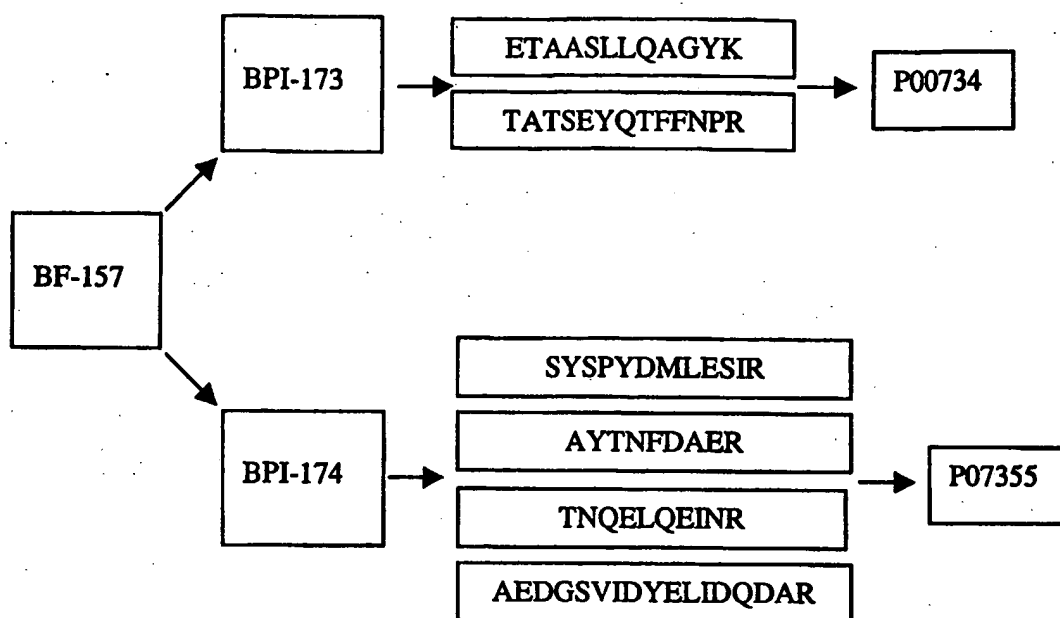 ETAASLLQAGYK
BPI-173
P00734
TATSEYQTFFNPR
BF-157
SYSPYDMLESIR
AYTNFDAER
BPI-174
P07355
TNQELQEINR
AEDGSVIDYELIDQDAR